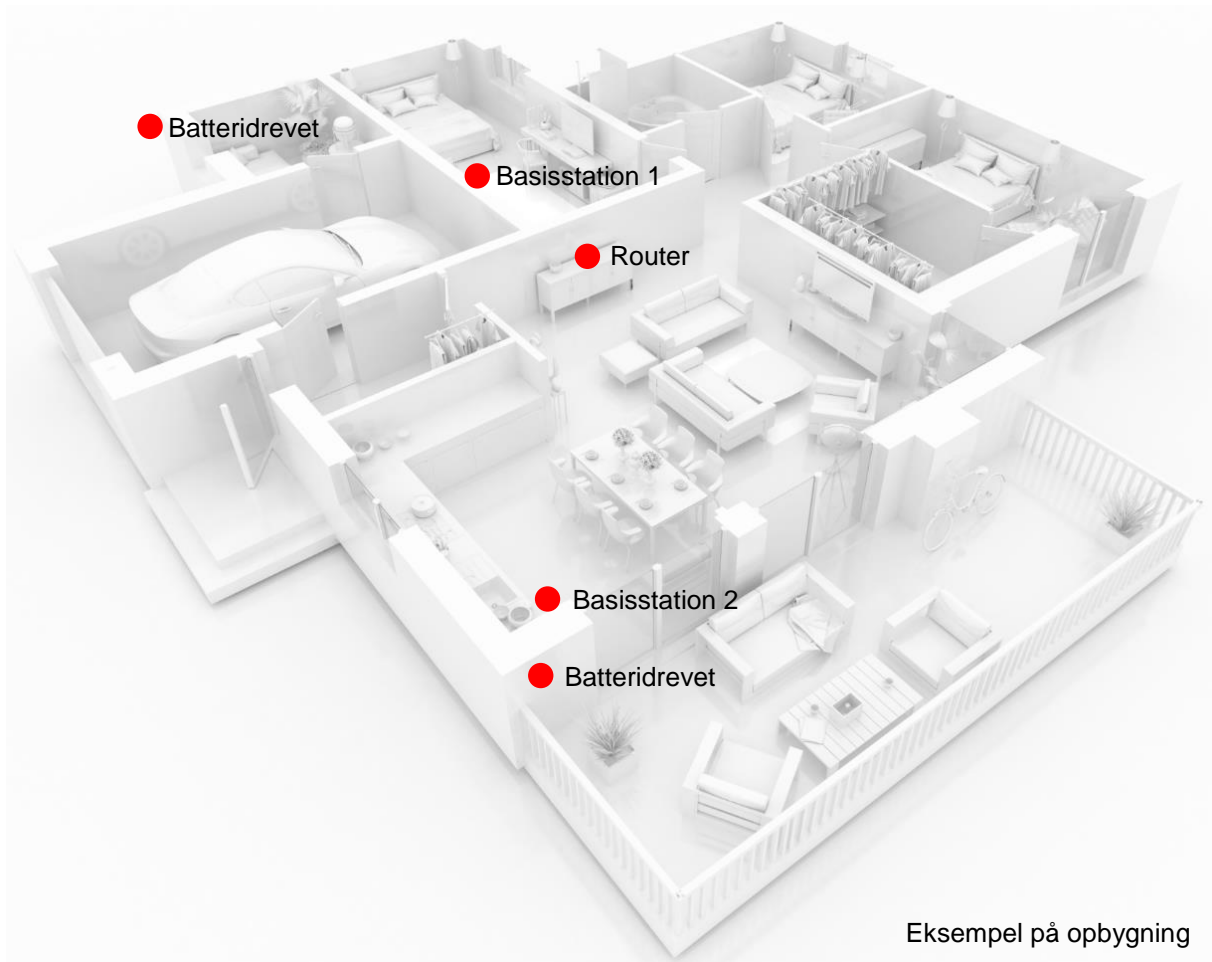 Batteridrevet
Basisstation 1
Router
Basisstation 2
Batteridrevet
Eksempel på opbygning